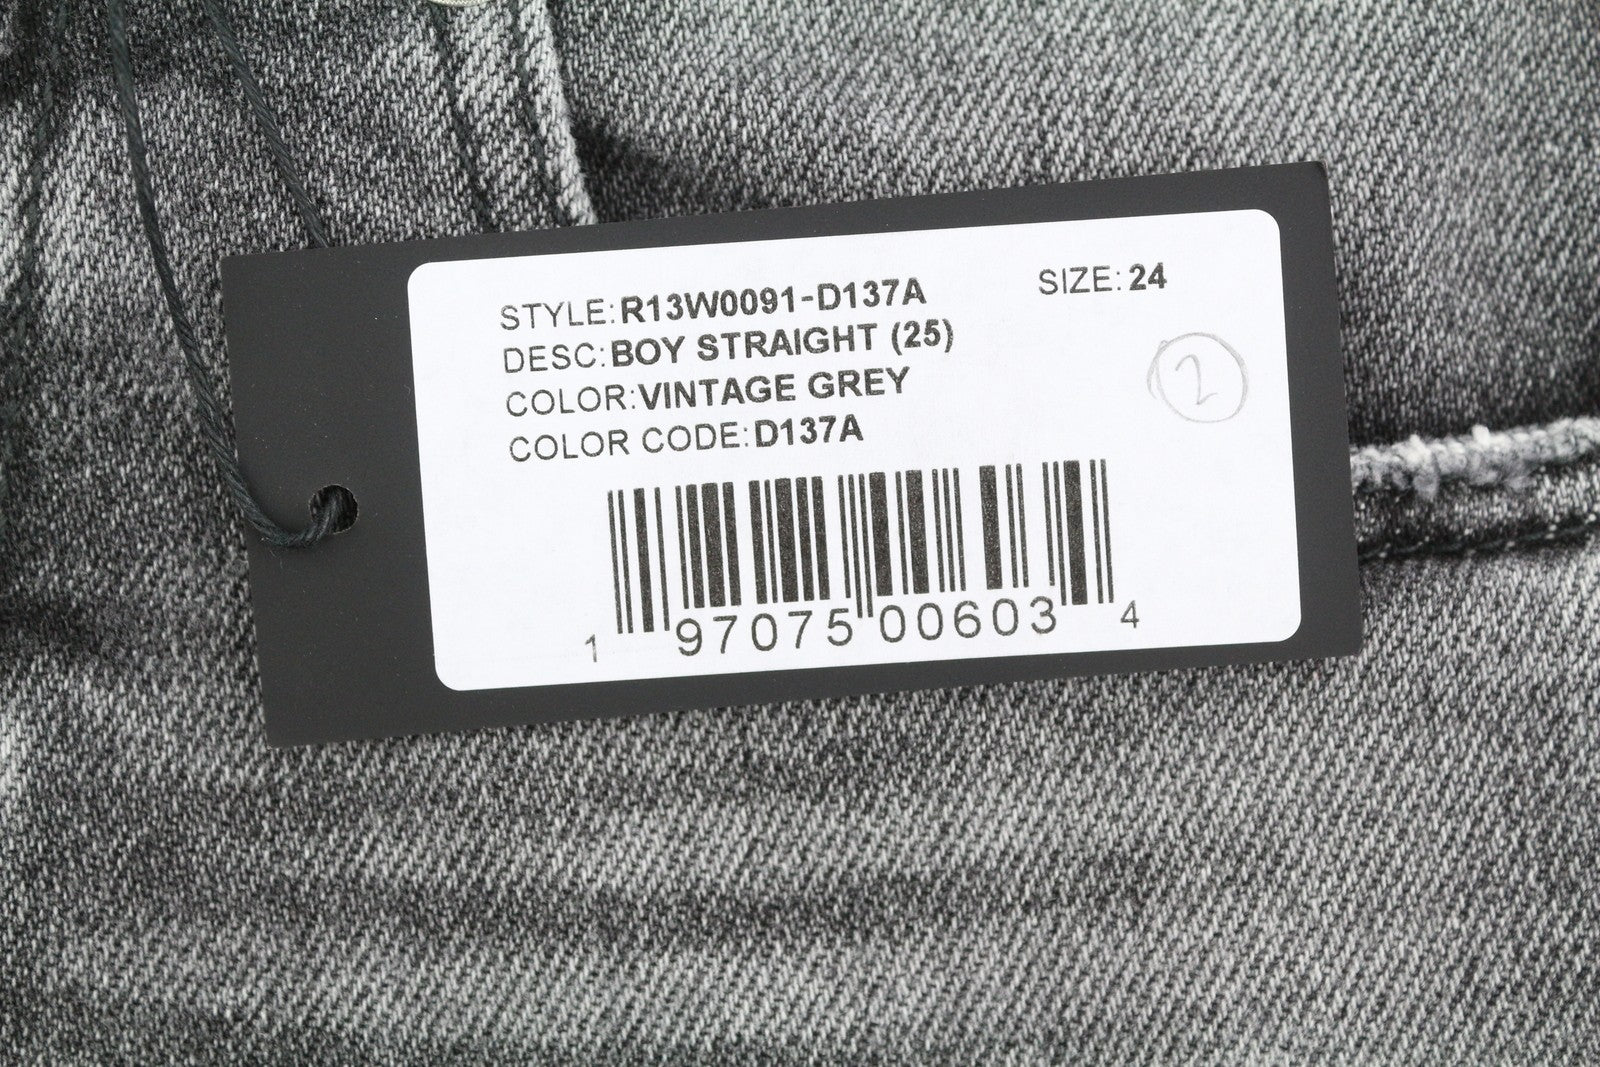 STYLE:R13W0091-D137A SIZE:24
DESC:BOY STRAIGHT (25)
COLOR:VINTAGE GREY
2
COLOR CODE:D137A
1 97075 00603 4